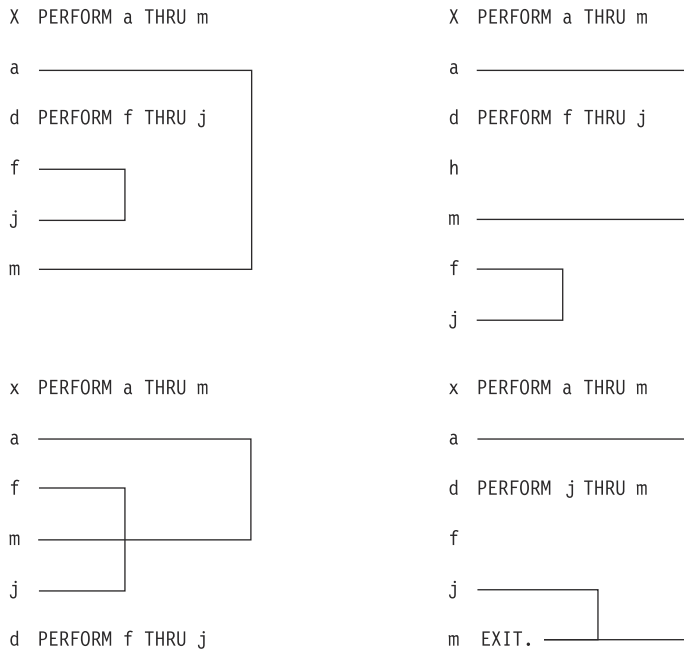 X PERFORM a THRU m
a
d PERFORM f THRU j
f
j
m
X PERFORM a THRU m
a
d PERFORM f THRU j
h
m
f
j
x PERFORM a THRU m
a
f
m
j
d PERFORM f THRU j
x PERFORM a THRU m
a
d PERFORM j THRU m
f
j
m EXIT.